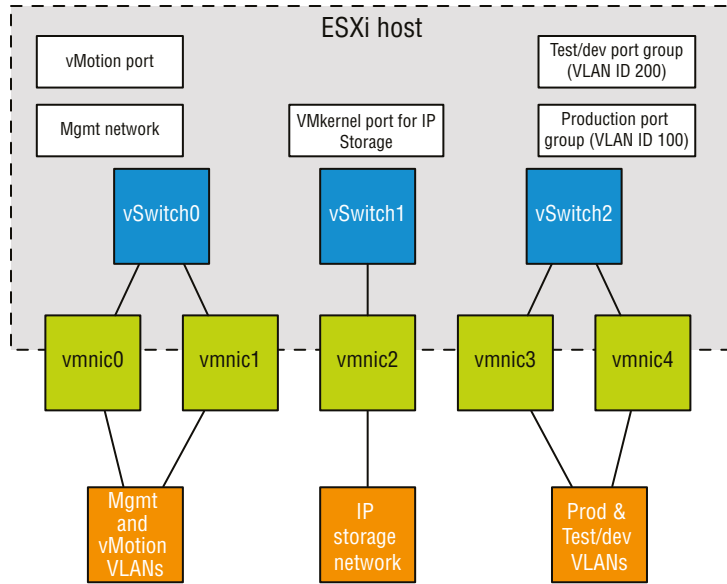 ESXi host
vMotion port
Test/dev port group
(VLAN ID 200)
Mgmt network
VMkernel port for IP
Storage
Production port
group (VLAN ID 100)
vSwitch0
vSwitch1
vSwitch2
vmnic0
vmnic1
vmnic2
vmnic3
vmnic4
Mgmt
and
vMotion
VLANs
IP
storage
network
Prod &
Test/dev
VLANs